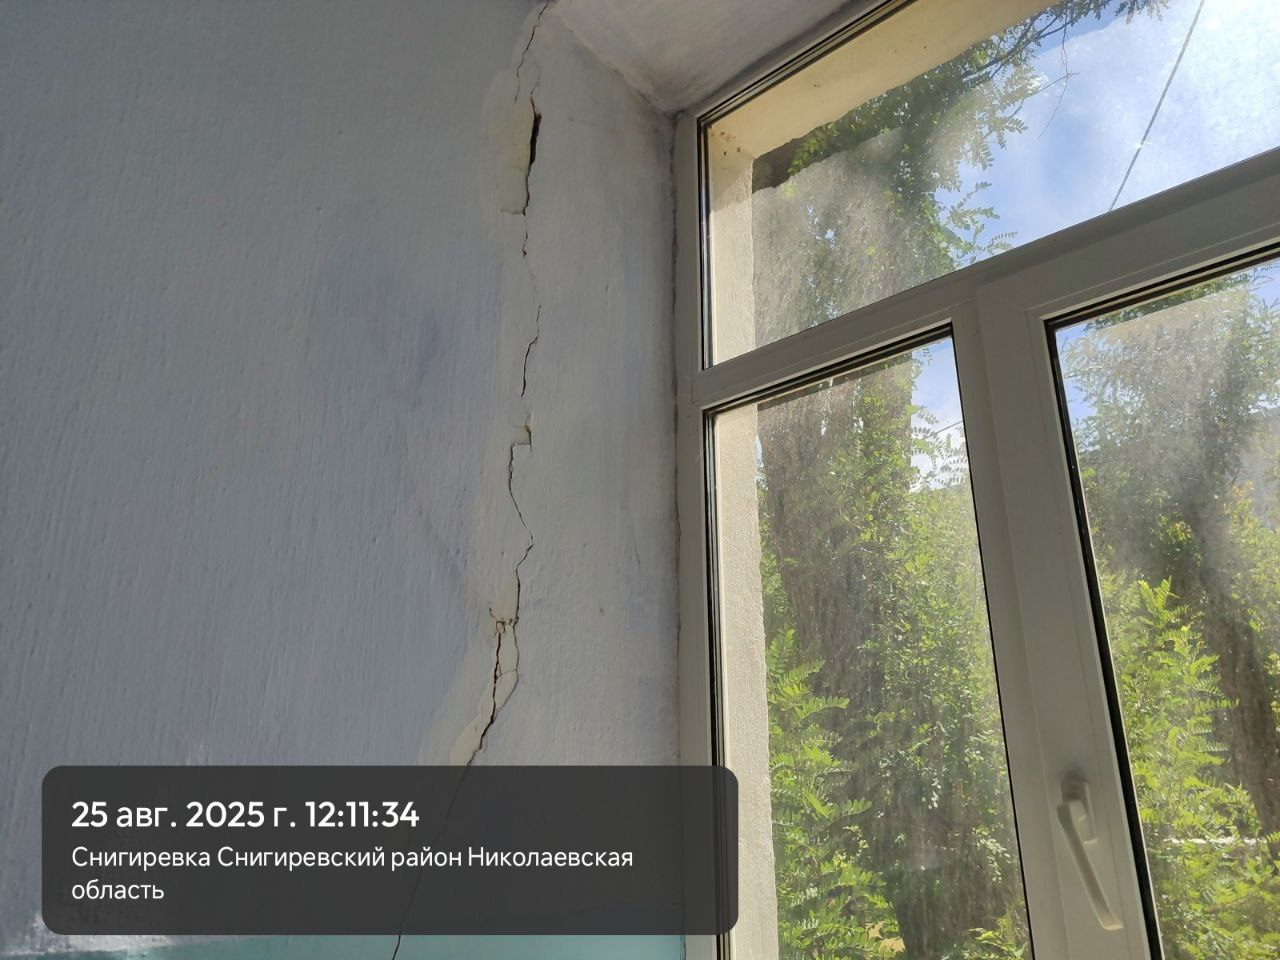 25 авг. 2025 г. 12:11:34
Снигиревка Снигиревский район Николаевская
область